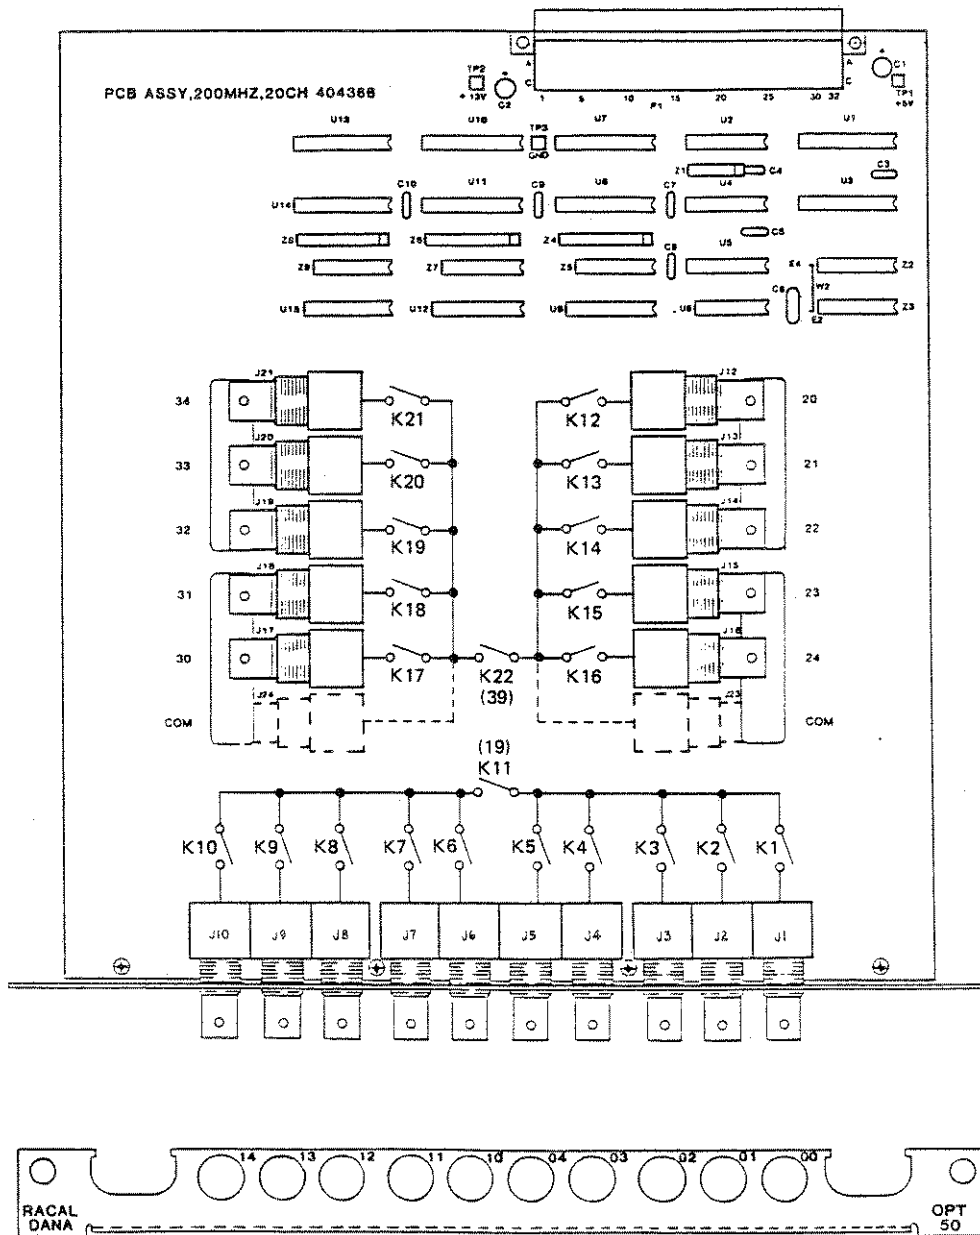 PCB ASSY,200MHZ,20CH 404366
TP2
+ 13V
+
C2
A
C
1 5 10 15 20 25 30 32
P1
A
C
+
C1
TP1
+5V
U13 U10 TP3 U7 U2 U1
GND
Z1 C4 C3
U14 C10 U11 C9 U6 C7 U4 U3
C5
Z6 Z4 U5
Z7 Z5 C8 E4 Z2
W2
U12 C6 Z3
E2
34 J21 K21 K12 J12 20
33 J20 K20 K13 J13 21
32 J19 K19 K14 J14 22
31 J18 K18 K15 J15 23
30 J17 K17 K22 K16 J16 24
(39)
COM J24 J23 COM
(19)
K11
K10 K9 K8 K7 K6 K5 K4 K3 K2 K1
J10 J9 J8 J7 J6 J5 J4 J3 J2 J1
14 13 12 11 10 04 03 02 01 00
RACAL
DANA
OPT
50